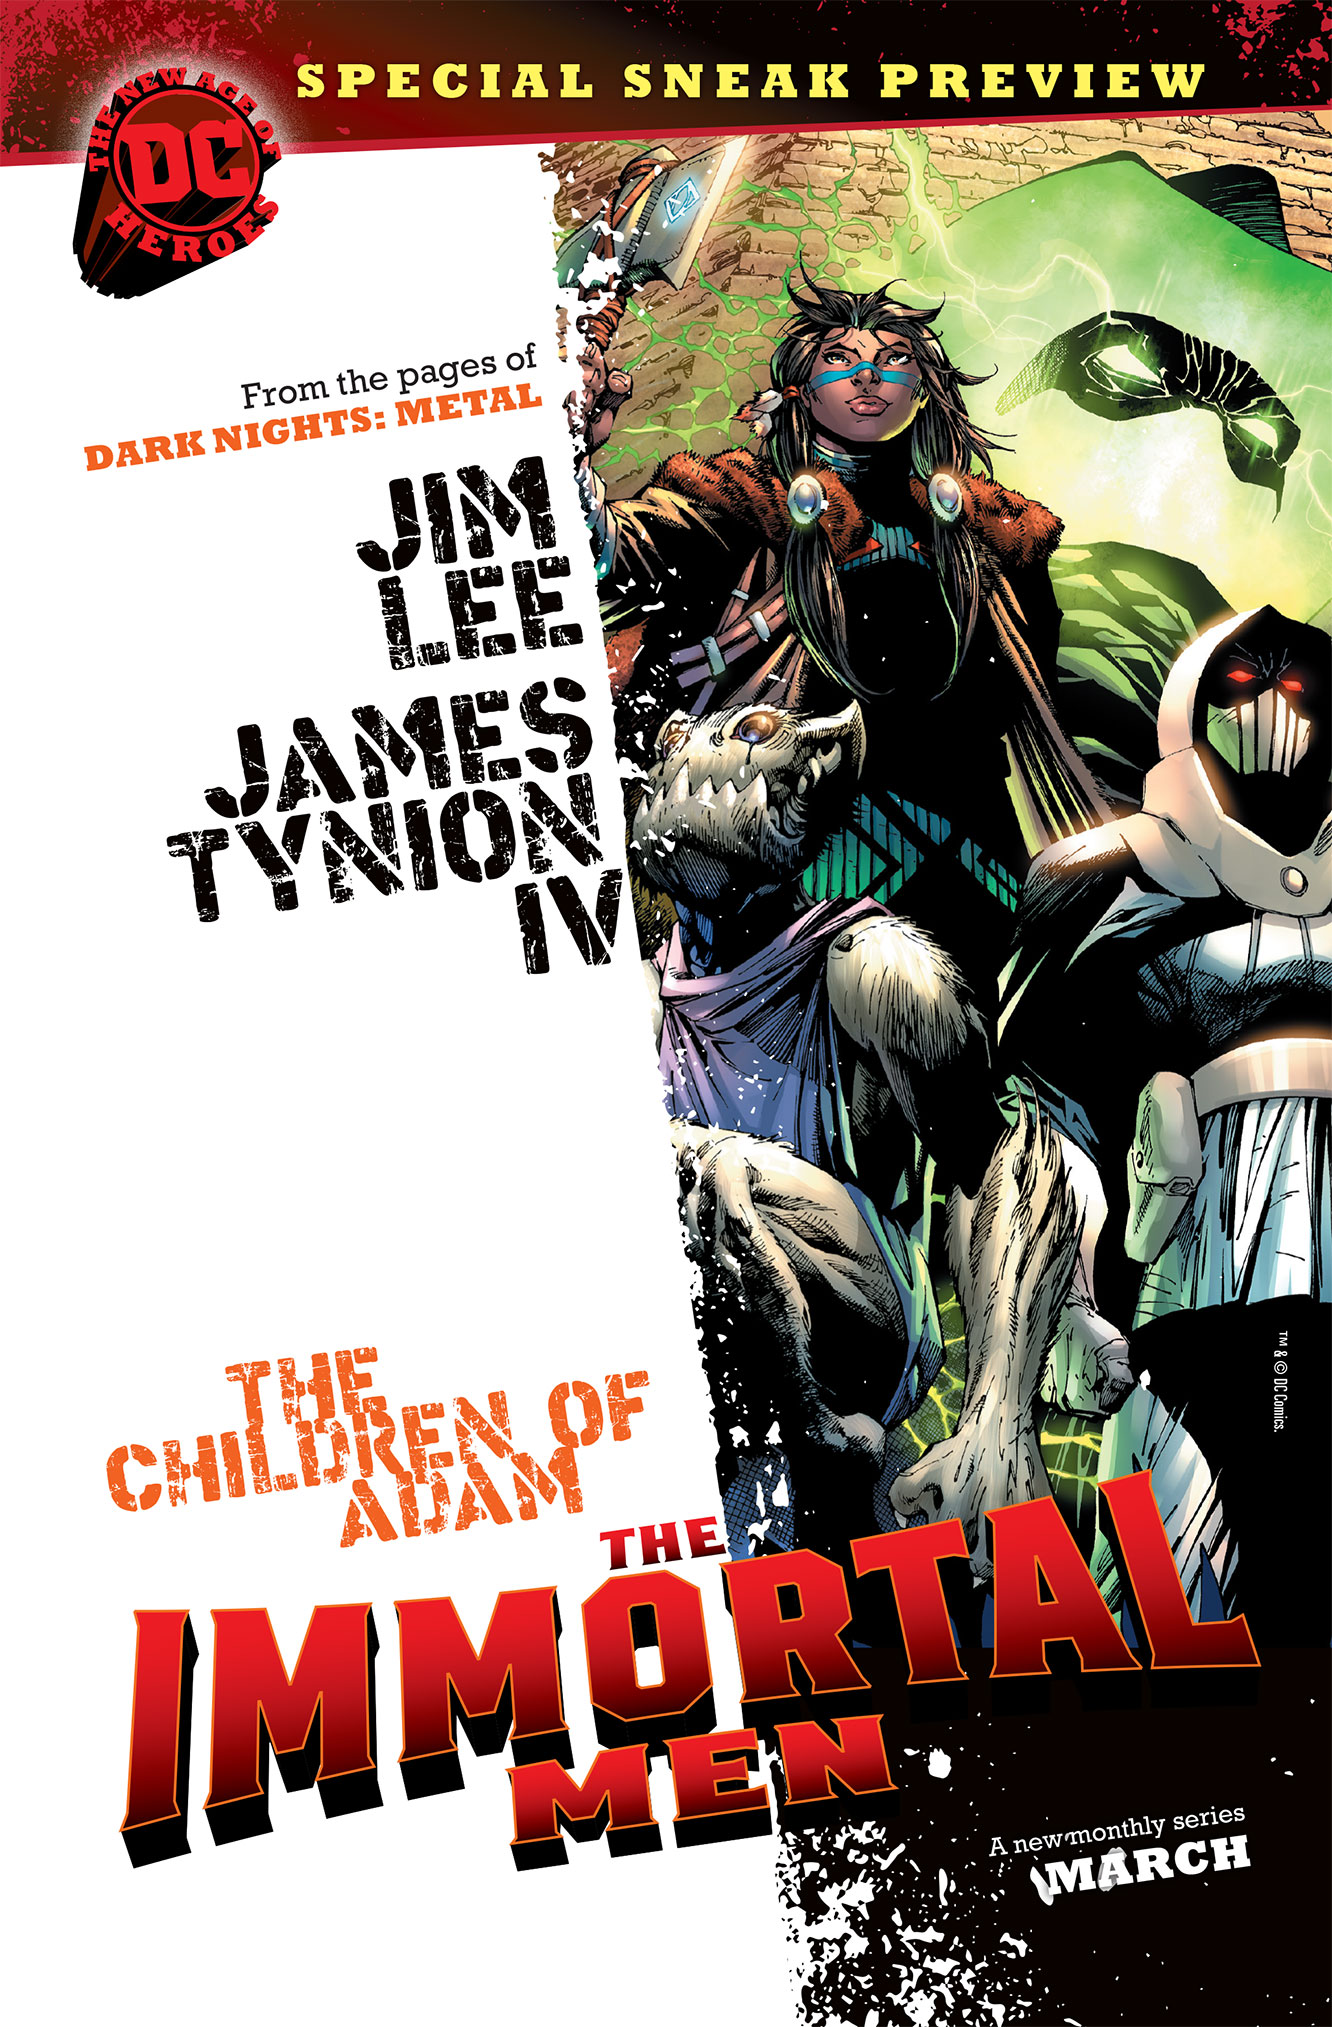 SPECIAL SNEAK PREVIEW
THE NEW AGE OF
DC
HEROES
From the pages of
DARK NIGHTS: METAL
JIM
LEE
JAMES
TYNION
IV
THE
CHILDREN OF
ADAM
THE
IMMORTAL
MEN
™ & © DC Comics.
A new monthly series
MARCH